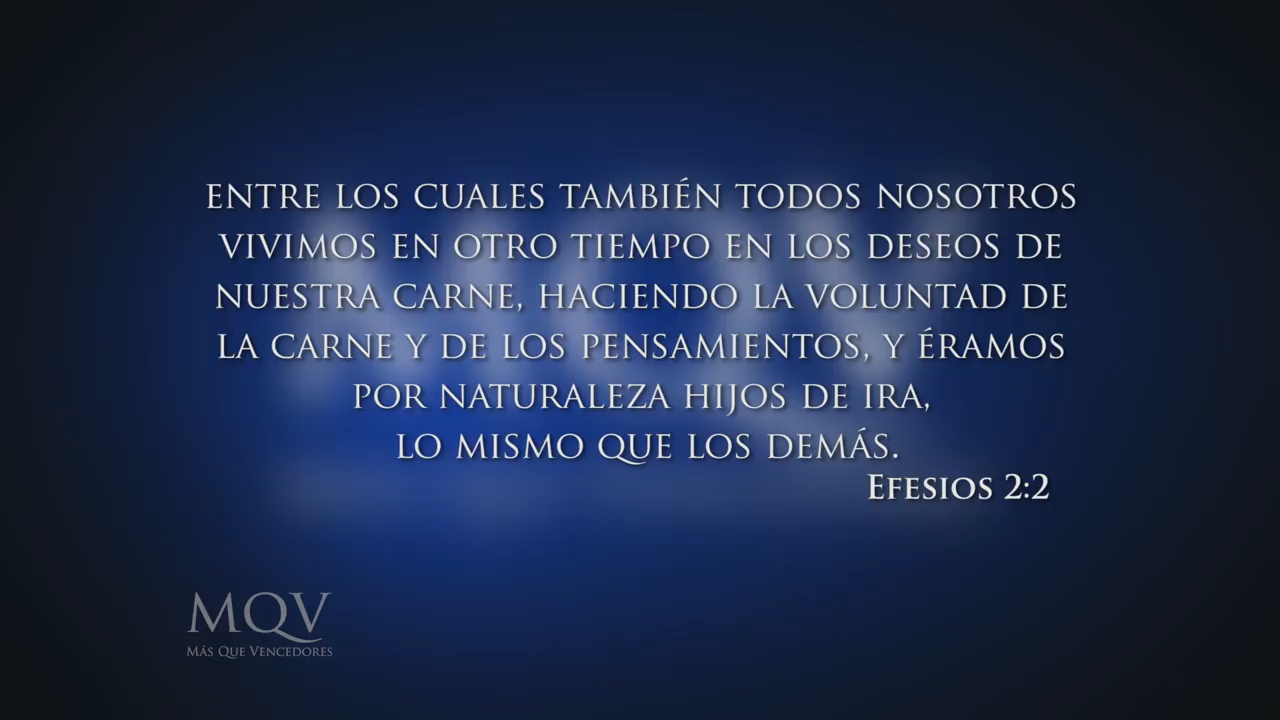 ENTRE LOS CUALES TAMBIÉN TODOS NOSOTROS
VIVIMOS EN OTRO TIEMPO EN LOS DESEOS DE
NUESTRA CARNE, HACIENDO LA VOLUNTAD DE
LA CARNE Y DE LOS PENSAMIENTOS, Y ÉRAMOS
POR NATURALEZA HIJOS DE IRA,
LO MISMO QUE LOS DEMÁS.
EFESIOS 2:2
MQV
MÁS QUE VENCEDORES